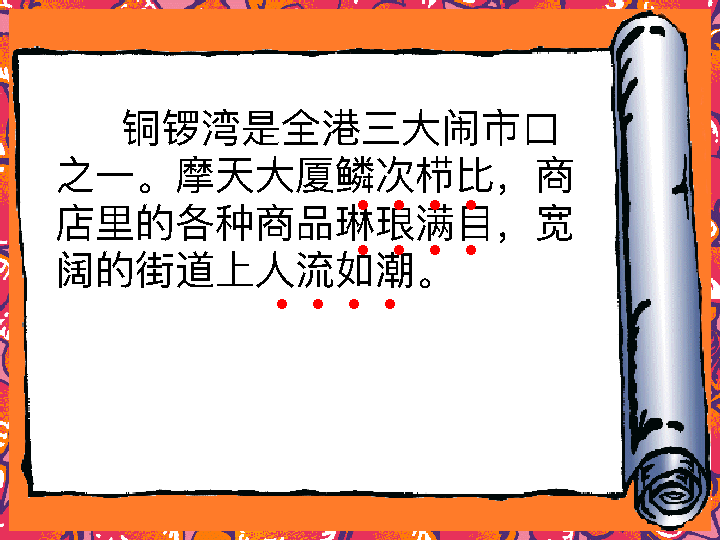 铜锣湾是全港三大闹市口
之一。摩天大厦鳞次栉比，商
店里的各种商品琳琅满目，宽
阔的街道上人流如潮。